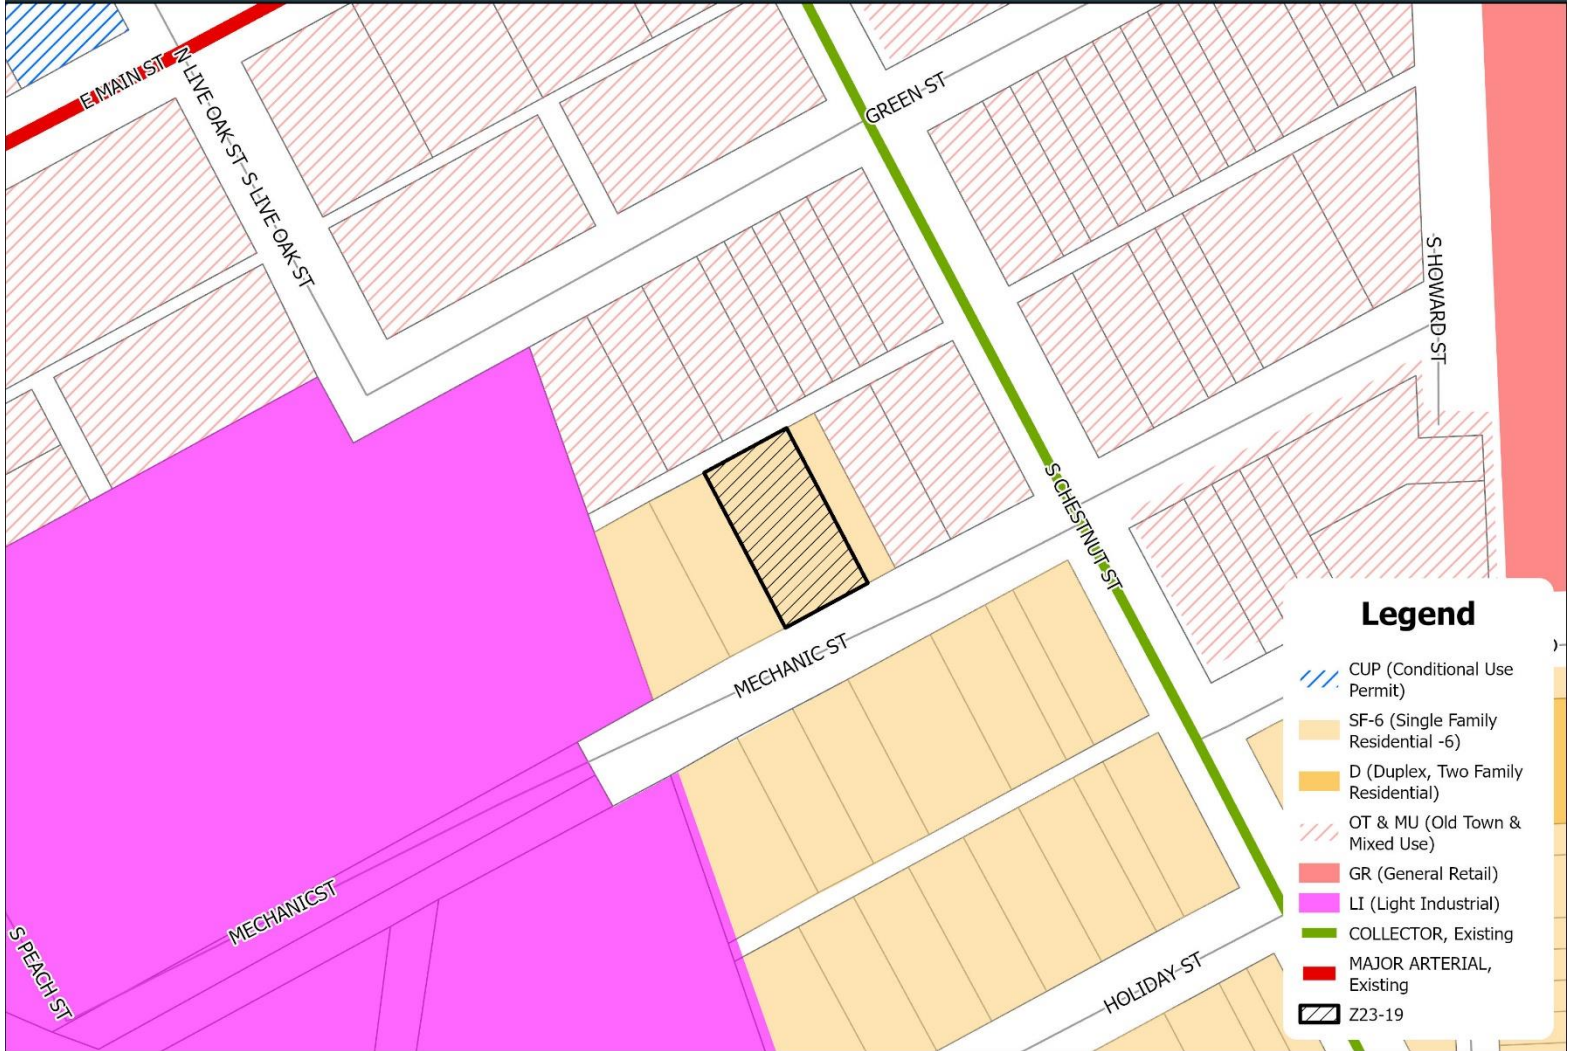 E MAIN ST
N LIVE OAK ST
S LIVE OAK ST
GREEN ST
S HOWARD ST
S CHESTNUT ST
MECHANIC ST
MECHANICST
S PEACH ST
HOLIDAY ST
Legend
CUP (Conditional Use
Permit)
SF-6 (Single Family
Residential -6)
D (Duplex, Two Family
Residential)
OT & MU (Old Town &
Mixed Use)
GR (General Retail)
LI (Light Industrial)
COLLECTOR, Existing
MAJOR ARTERIAL,
Existing
Z23-19